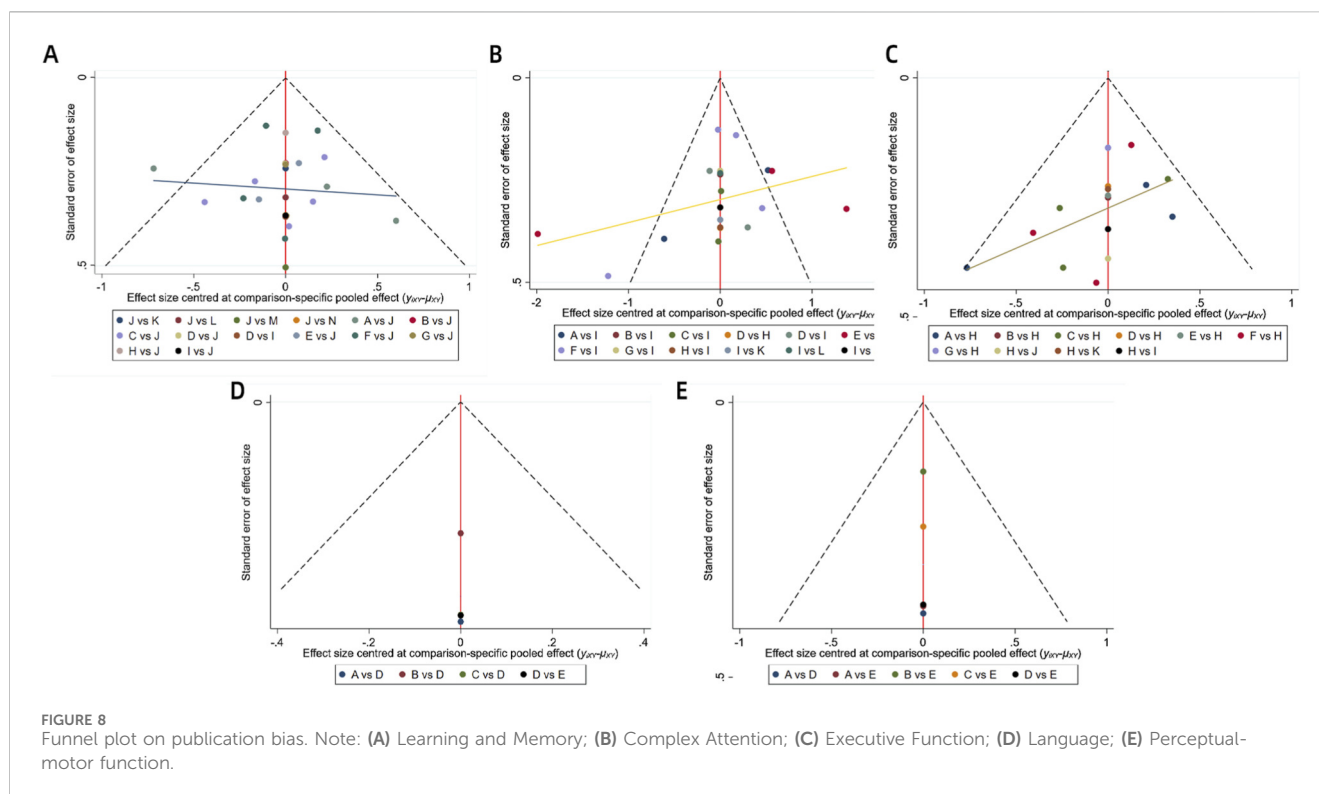 A
Standard error of effect size
0
.5
-1
-.5
0
.5
1
Effect size centred at comparison-specific pooled effect (yiXY-μXY)
J vs K J vs L J vs M J vs N A vs J B vs J
C vs J D vs J D vs I E vs J F vs J G vs J
H vs J I vs J
B
Standard error of effect size
0
.5
-2
-1
0
1
Effect size centred at comparison-specific pooled effect (yiXY-μXY
A vs I B vs I C vs I D vs H D vs I E vs
F vs I G vs I H vs I I vs K I vs L I vs
C
Standard error of effect size
0
.5
-1
-.5
0
.5
1
Effect size centred at comparison-specific pooled effect (yiXY-μXY)
A vs H B vs H C vs H D vs H E vs H F vs H
G vs H H vs J H vs K H vs I
D
Standard error of effect size
0
-.4
-.2
0
.2
.4
Effect size centred at comparison-specific pooled effect (yiXY-μXY)
A vs D B vs D C vs D D vs E
E
Standard error of effect size
0
.5
-1
-.5
0
.5
1
Effect size centred at comparison-specific pooled effect (yiXY-μXY)
A vs E A vs E B vs E C vs E D vs E
FIGURE 8
Funnel plot on publication bias. Note: (A) Learning and Memory; (B) Complex Attention; (C) Executive Function; (D) Language; (E) Perceptual-
motor function.